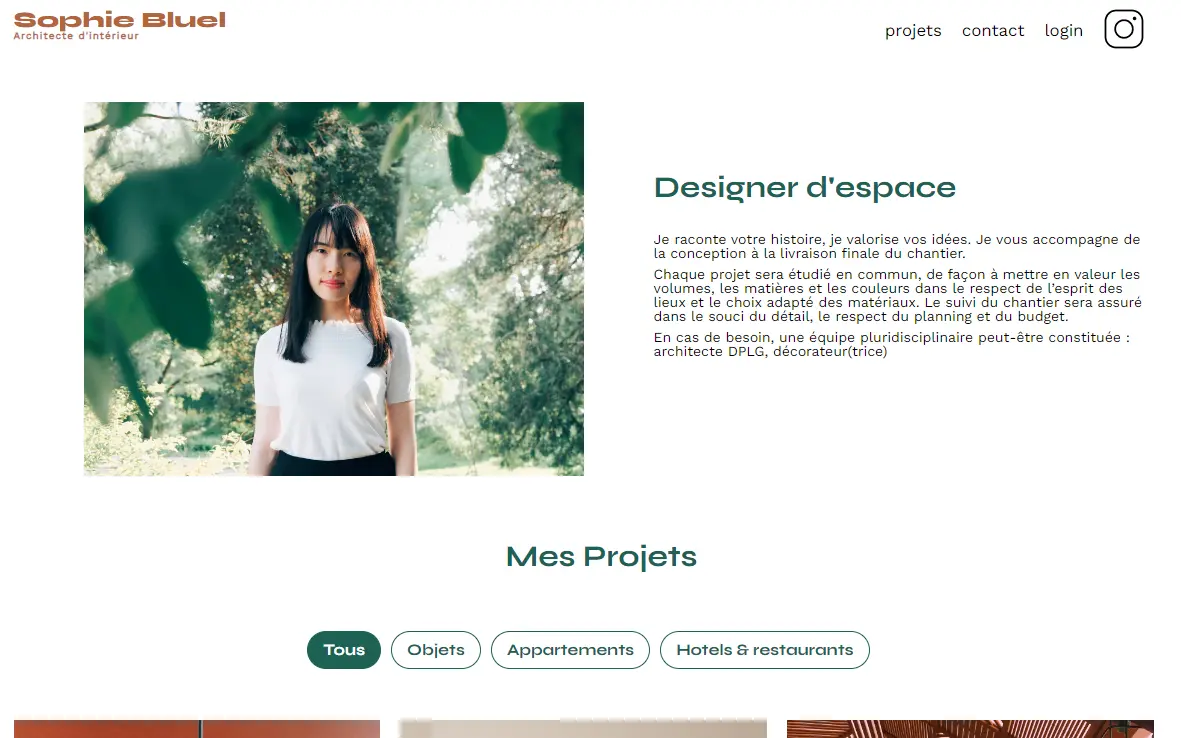 Sophie Bluel
Architecte d'intérieur
projets contact login
Designer d'espace
Je raconte votre histoire, je valorise vos idées. Je vous accompagne de
la conception à la livraison finale du chantier.
Chaque projet sera étudié en commun, de façon à mettre en valeur les
volumes, les matières et les couleurs dans le respect de l’esprit des
lieux et le choix adapté des matériaux. Le suivi du chantier sera assuré
dans le souci du détail, le respect du planning et du budget.
En cas de besoin, une équipe pluridisciplinaire peut-être constituée :
architecte DPLG, décorateur(trice)
Mes Projets
Tous Objets Appartements Hotels & restaurants